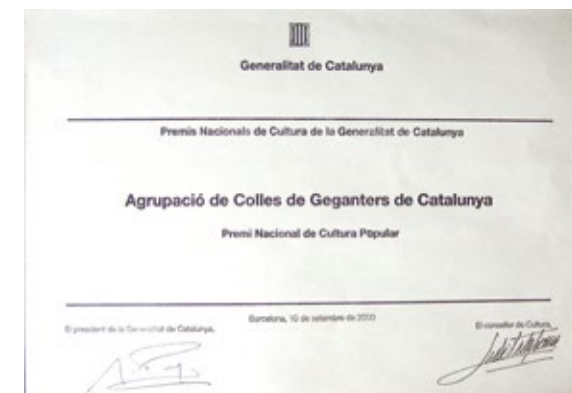 Generalitat de Catalunya
Premis Nacionals de Cultura de la Generalitat de Catalunya
Agrupació de Colles de Geganters de Catalunya
Premi Nacional de Cultura Popular
Barcelona, 10 de setembre de 2000
El president de la Generalitat de Catalunya,
El conseller de Cultura,